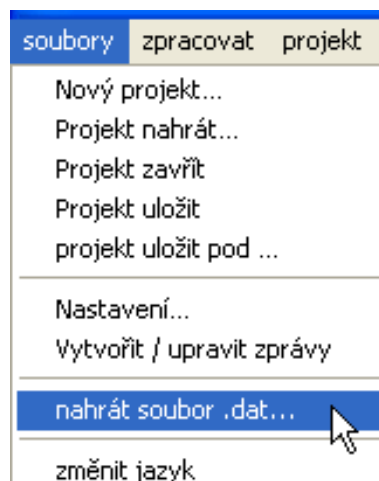 soubory zpracovat projekt
Nový projekt...
Projekt nahrát...
Projekt zavřít
Projekt uložit
projekt uložit pod ...
Nastavení...
Vytvořit / upravit zprávy
nahrát soubor .dat...
změnit jazyk